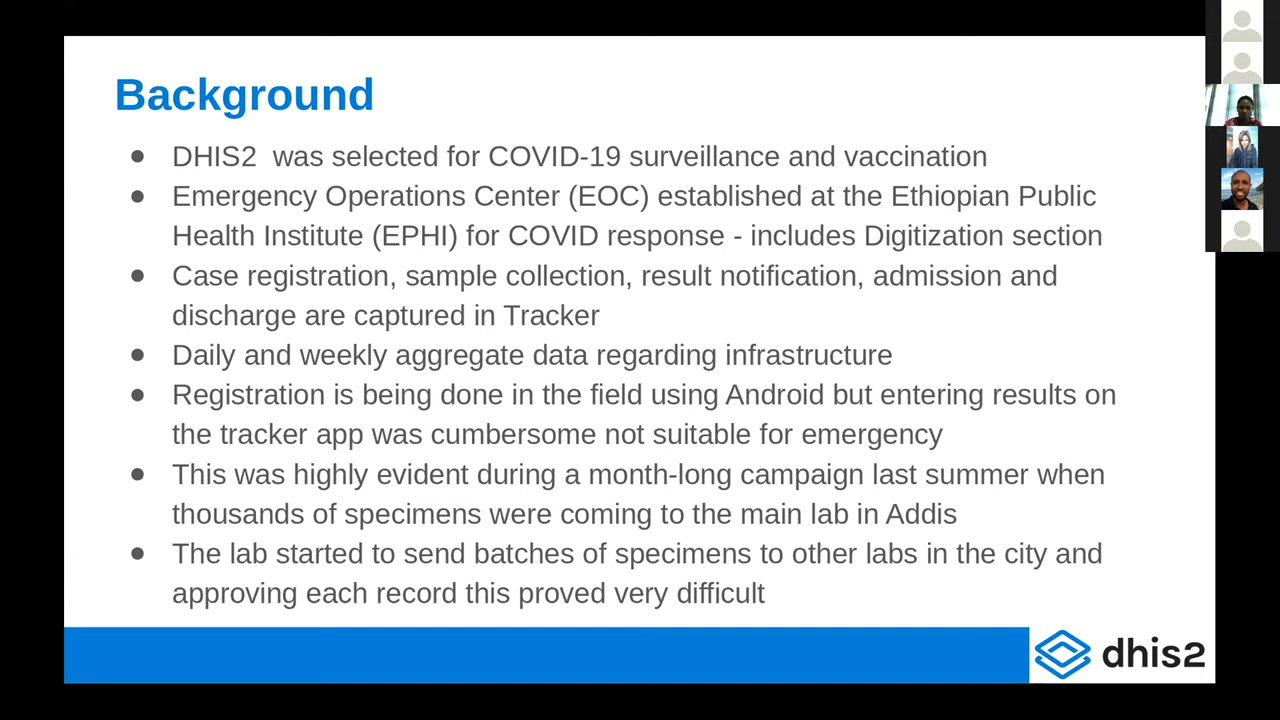 Background
● DHIS2  was selected for COVID-19 surveillance and vaccination
● Emergency Operations Center (EOC) established at the Ethiopian Public
Health Institute (EPHI) for COVID response - includes Digitization section
● Case registration, sample collection, result notification, admission and
discharge are captured in Tracker
● Daily and weekly aggregate data regarding infrastructure
● Registration is being done in the field using Android but entering results on
the tracker app was cumbersome not suitable for emergency
● This was highly evident during a month-long campaign last summer when
thousands of specimens were coming to the main lab in Addis
● The lab started to send batches of specimens to other labs in the city and
approving each record this proved very difficult
dhis2